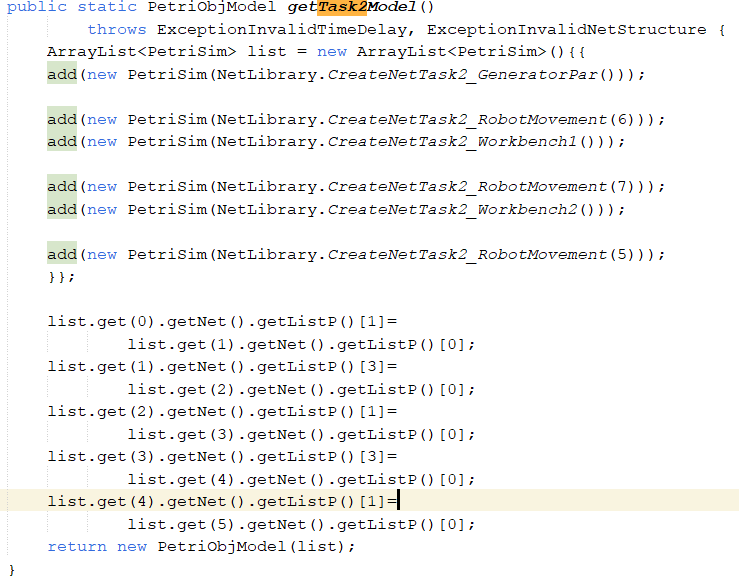 public static PetriObjModel getTask2Model()
throws ExceptionInvalidTimeDelay, ExceptionInvalidNetStructure {
ArrayList<PetriSim> list = new ArrayList<PetriSim>(){{
add(new PetriSim(NetLibrary.CreateNetTask2_GeneratorPar()));
add(new PetriSim(NetLibrary.CreateNetTask2_RobotMovement(6)));
add(new PetriSim(NetLibrary.CreateNetTask2_Workbench1()));
add(new PetriSim(NetLibrary.CreateNetTask2_RobotMovement(7)));
add(new PetriSim(NetLibrary.CreateNetTask2_Workbench2()));
add(new PetriSim(NetLibrary.CreateNetTask2_RobotMovement(5)));
}};
list.get(0).getNet().getListP()[1]=
list.get(1).getNet().getListP()[0];
list.get(1).getNet().getListP()[3]=
list.get(2).getNet().getListP()[0];
list.get(2).getNet().getListP()[1]=
list.get(3).getNet().getListP()[0];
list.get(3).getNet().getListP()[3]=
list.get(4).getNet().getListP()[0];
list.get(4).getNet().getListP()[1]=
list.get(5).getNet().getListP()[0];
return new PetriObjModel(list);
}